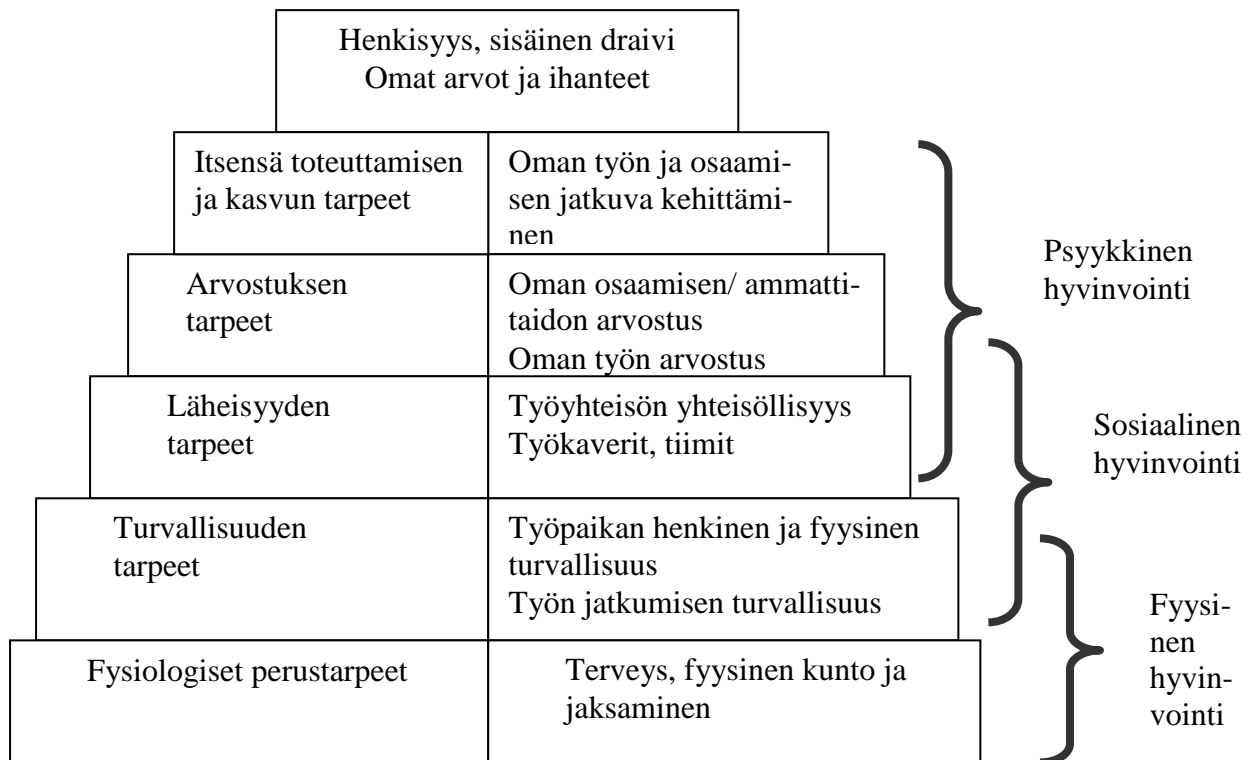 Henkisyys, sisäinen draivi
Omat arvot ja ihanteet
Itsensä toteuttamisen
ja kasvun tarpeet
Oman työn ja osaami-
sen jatkuva kehittämi-
nen
Arvostuksen
tarpeet
Oman osaamisen/ ammatti-
taidon arvostus
Oman työn arvostus
Läheisyyden
tarpeet
Työyhteisön yhteisöllisyys
Työkaverit, tiimit
Turvallisuuden
tarpeet
Työpaikan henkinen ja fyysinen
turvallisuus
Työn jatkumisen turvallisuus
Fysiologiset perustarpeet
Terveys, fyysinen kunto ja
jaksaminen
Psyykkinen
hyvinvointi
Sosiaalinen
hyvinvointi
Fyysi-
nen
hyvin-
vointi